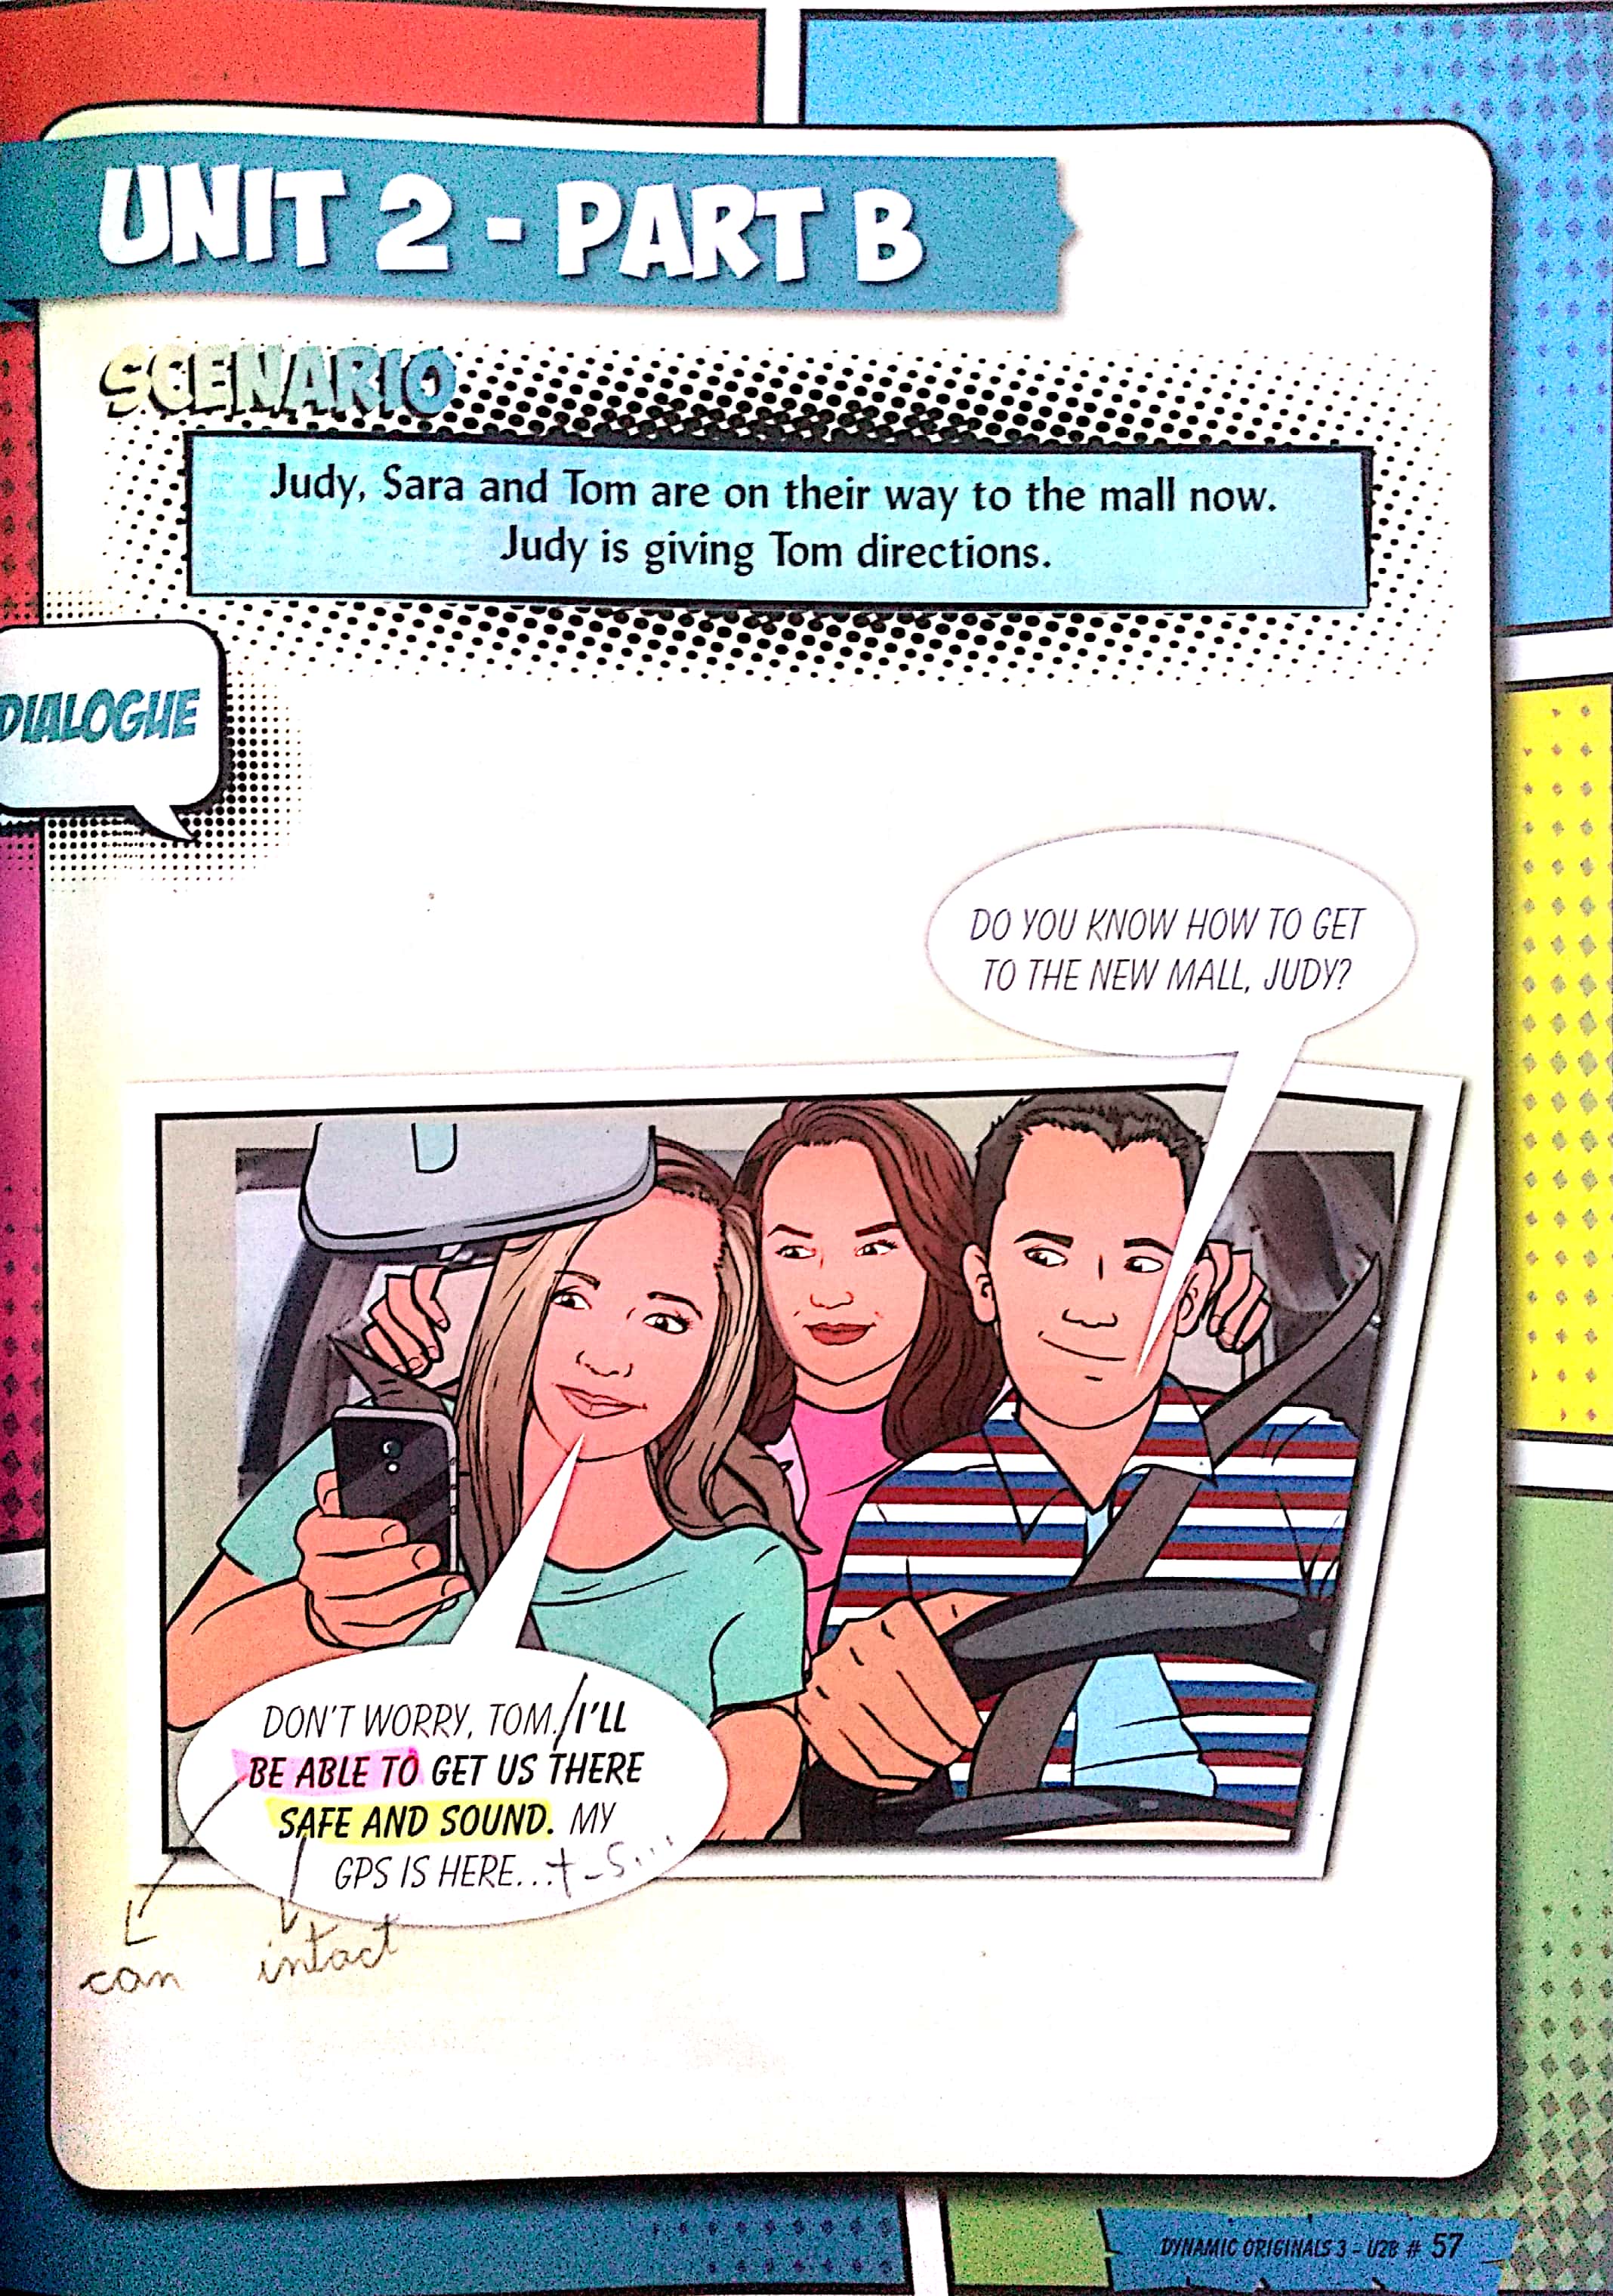 UNIT 2 - PART B
SCENARIO
Judy, Sara and Tom are on their way to the mall now.
Judy is giving Tom directions.
DIALOGUE
DO YOU KNOW HOW TO GET
TO THE NEW MALL, JUDY?
DON'T WORRY, TOM./I'LL
BE ABLE TO GET US THERE
SAFE AND SOUND. MY
GPS IS HERE...
can intact
DYNAMIC ORIGINALS 3 - U2B # 57